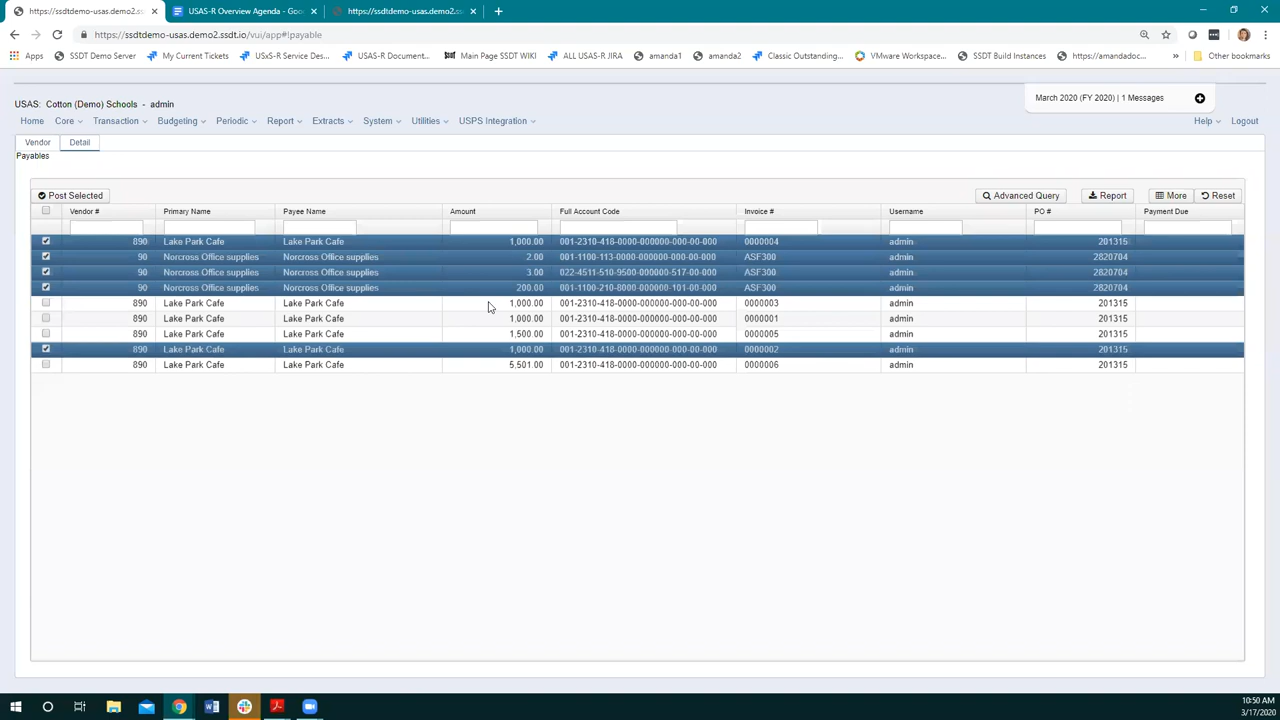 https://ssdtdemo-usas.demo2.ssdt.io/
USAS-R Overview Agenda - Goo
https://ssdtdemo-usas.demo2.ssdt
https://ssdtdemo-usas.demo2.ssdt.io/vui/app#!payable
Apps SSDT Demo Server My Current Tickets USxS-R Service Des... USAS-R Document... Main Page SSDT WIKI ALL USAS-R JIRA amanda1 amanda2 Classic Outstanding... VMware Workspace... SSDT Build Instances https://amandadoc... » Other bookmarks
March 2020 (FY 2020) | 1 Messages
USAS: Cotton (Demo) Schools - admin
Home Core Transaction Budgeting Periodic Report Extracts System Utilities USPS Integration Help Logout
Vendor Detail
Payables
Post Selected Advanced Query Report More Reset
Vendor # Primary Name Payee Name Amount Full Account Code Invoice # Username PO # Payment Due
890 Lake Park Cafe Lake Park Cafe 1,000.00 001-2310-418-0000-000000-000-00-000 0000004 admin 201315
90 Norcross Office supplies Norcross Office supplies 2.00 001-1100-113-0000-000000-000-00-000 ASF300 admin 2820704
90 Norcross Office supplies Norcross Office supplies 3.00 022-4511-510-9500-000000-517-00-000 ASF300 admin 2820704
90 Norcross Office supplies Norcross Office supplies 200.00 001-1100-210-8000-000000-101-00-000 ASF300 admin 2820704
890 Lake Park Cafe Lake Park Cafe 1,000.00 001-2310-418-0000-000000-000-00-000 0000003 admin 201315
890 Lake Park Cafe Lake Park Cafe 1,000.00 001-2310-418-0000-000000-000-00-000 0000001 admin 201315
890 Lake Park Cafe Lake Park Cafe 1,500.00 001-2310-418-0000-000000-000-00-000 0000005 admin 201315
890 Lake Park Cafe Lake Park Cafe 1,000.00 001-2310-418-0000-000000-000-00-000 0000002 admin 201315
890 Lake Park Cafe Lake Park Cafe 5,501.00 001-2310-418-0000-000000-000-00-000 0000006 admin 201315
10:50 AM
3/17/2020